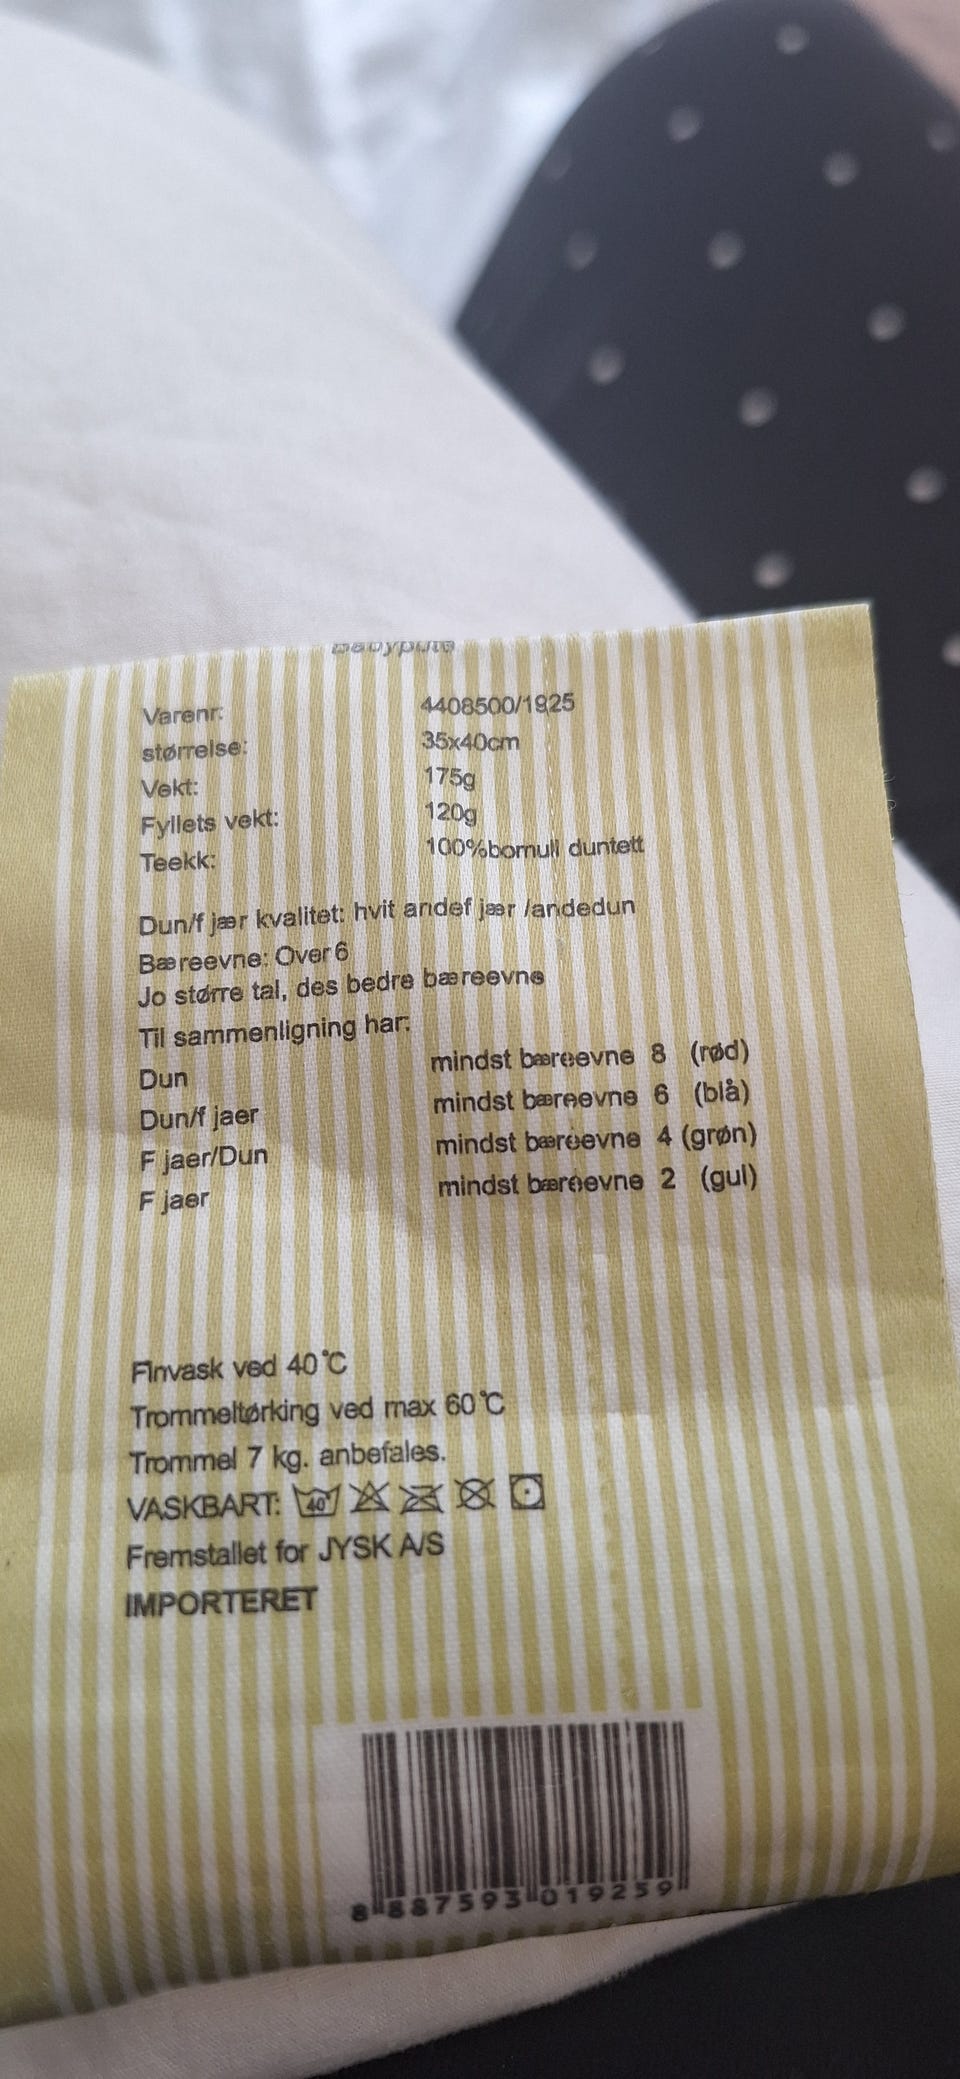 babypute
Varenr: 4408500/1925
størrelse: 35x40cm
Vekt: 175g
Fyllets vekt: 120g
Teekk: 100%bomull duntett
Dun/f jær kvalitet: hvit andef jær /andedun
Bæreevne: Over 6
Jo større tal, des bedre bæreevne
Til sammenligning har:
Dun mindst bæreevne 8 (rød)
Dun/f jaer mindst bæreevne 6 (blå)
F jaer/Dun mindst bæreevne 4 (grøn)
F jaer mindst bæreevne 2 (gul)
Finvask ved 40°C
Trommeltørking ved max 60°C
Trommel 7 kg. anbefales.
VASKBART: 40°
Fremstallet for JYSK A/S
IMPORTERET
8 887593 019259